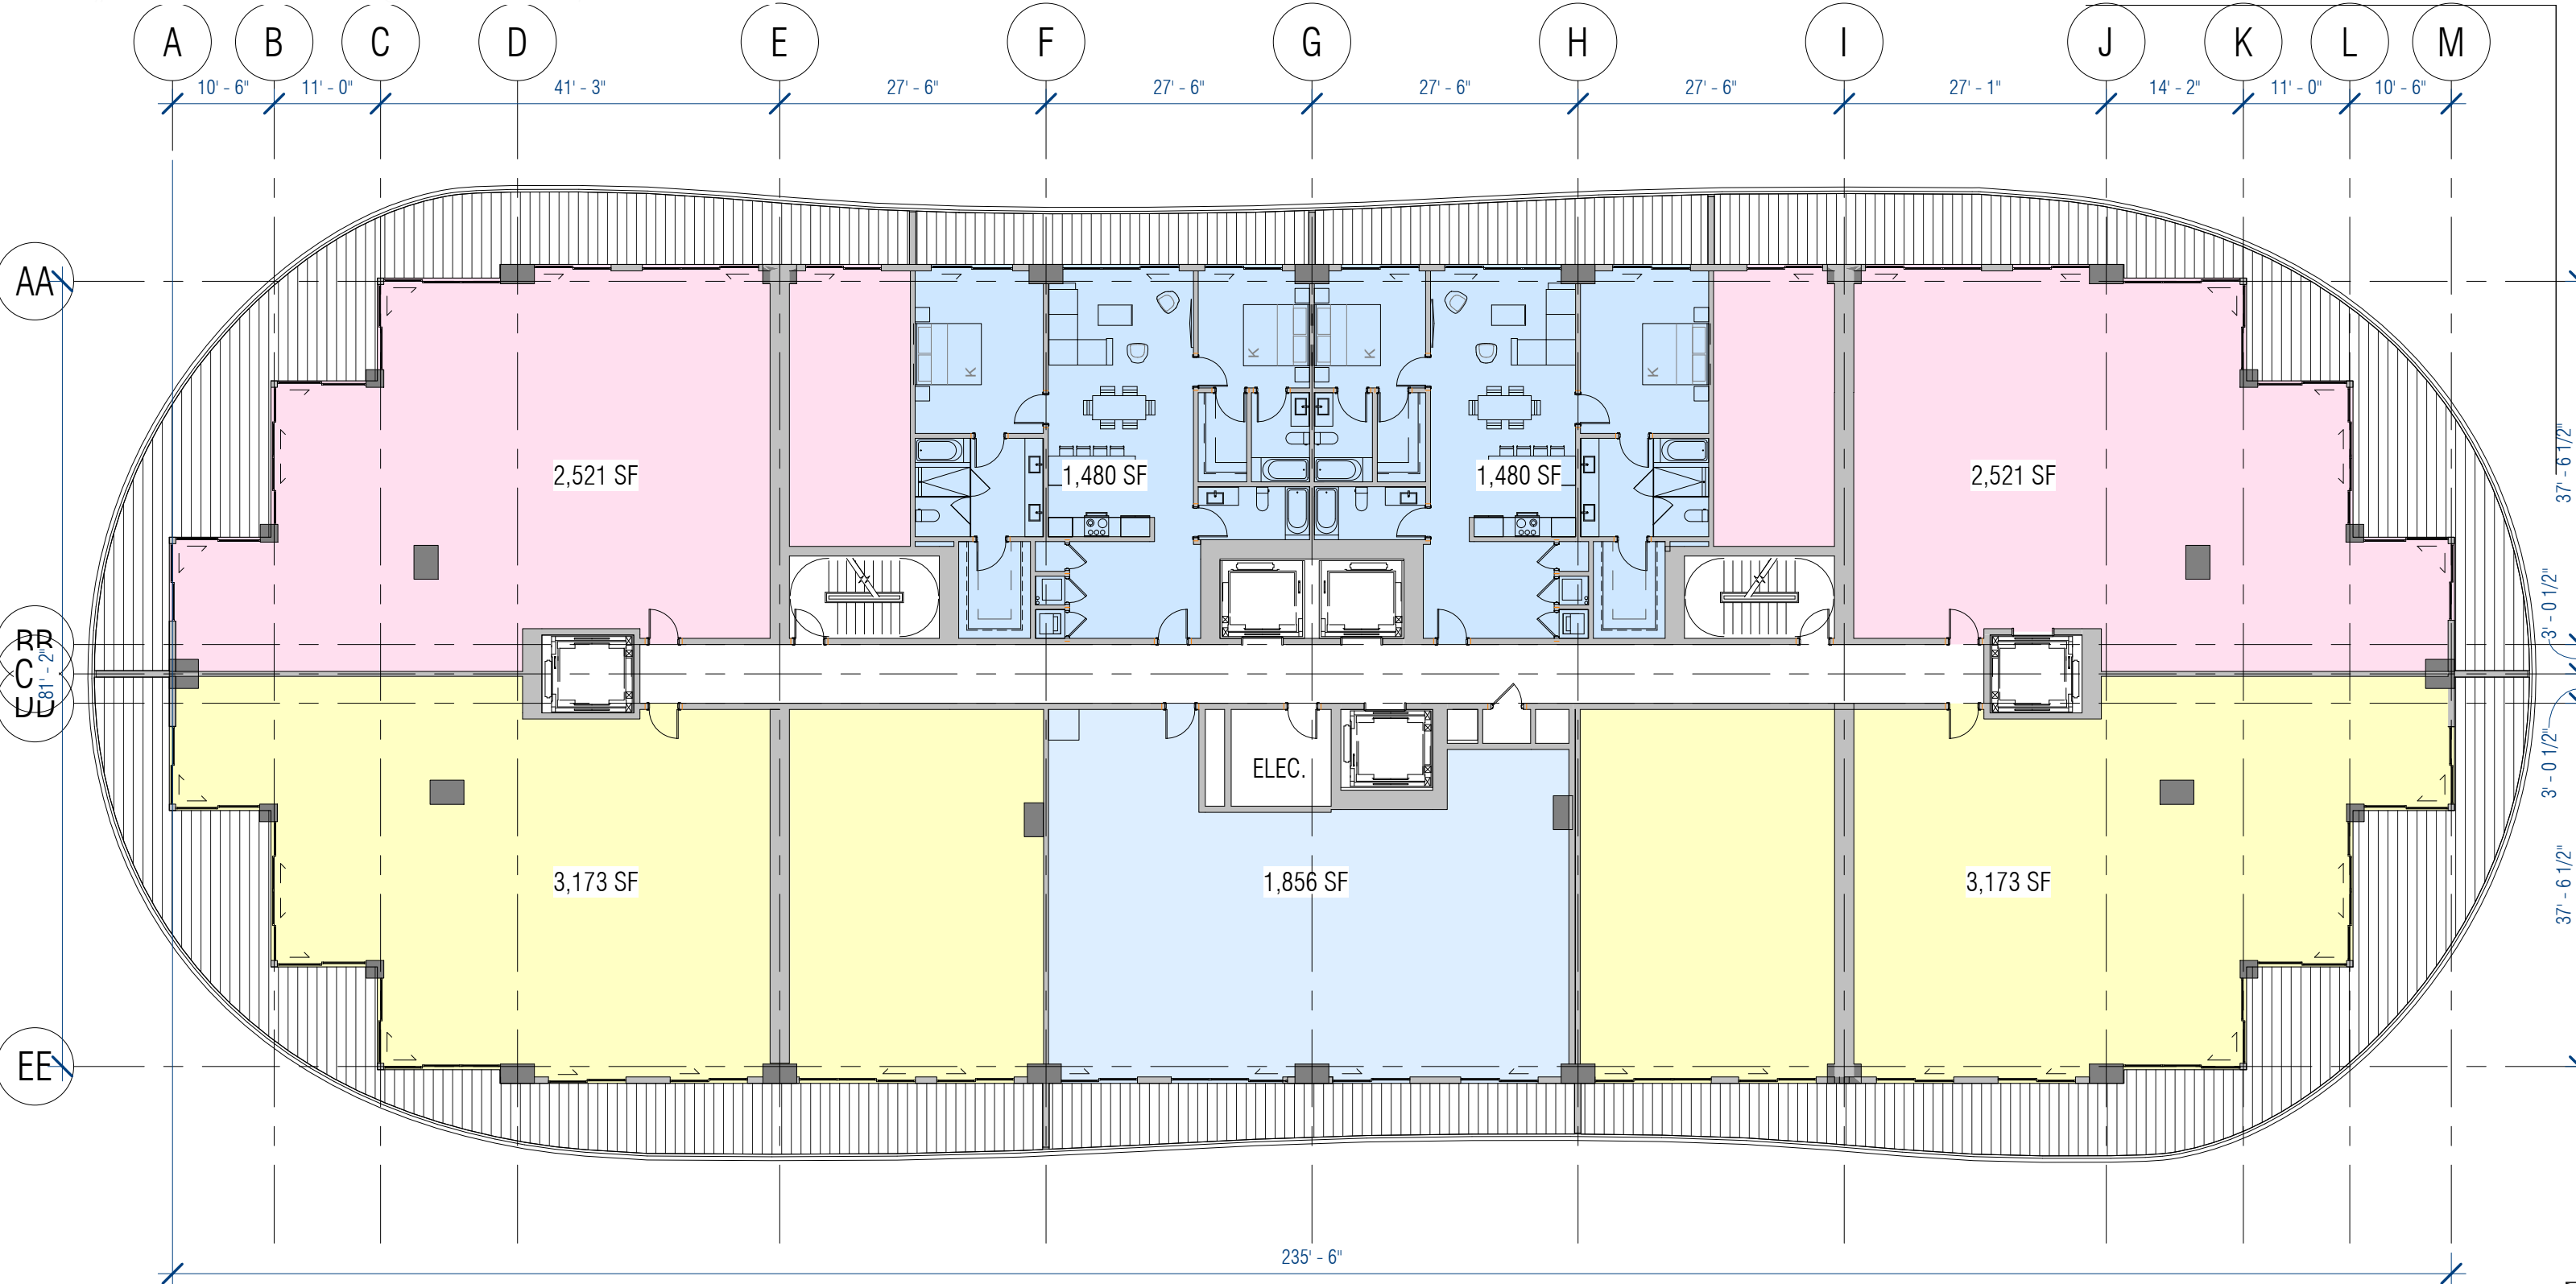 A B C D E F G H I J K L M
10' - 6" 11' - 0" 41' - 3" 27' - 6" 27' - 6" 27' - 6" 27' - 6" 27' - 1" 14' - 2" 11' - 0" 10' - 6"
AA
K K K K
37' - 6 1/2"
2,521 SF 1,480 SF 1,480 SF 2,521 SF
3' - 0 1/2"
BB
C
81' - 2"
DD
ELEC.
3' - 0 1/2"
3,173 SF 1,856 SF 3,173 SF
37' - 6 1/2"
EE
235' - 6"